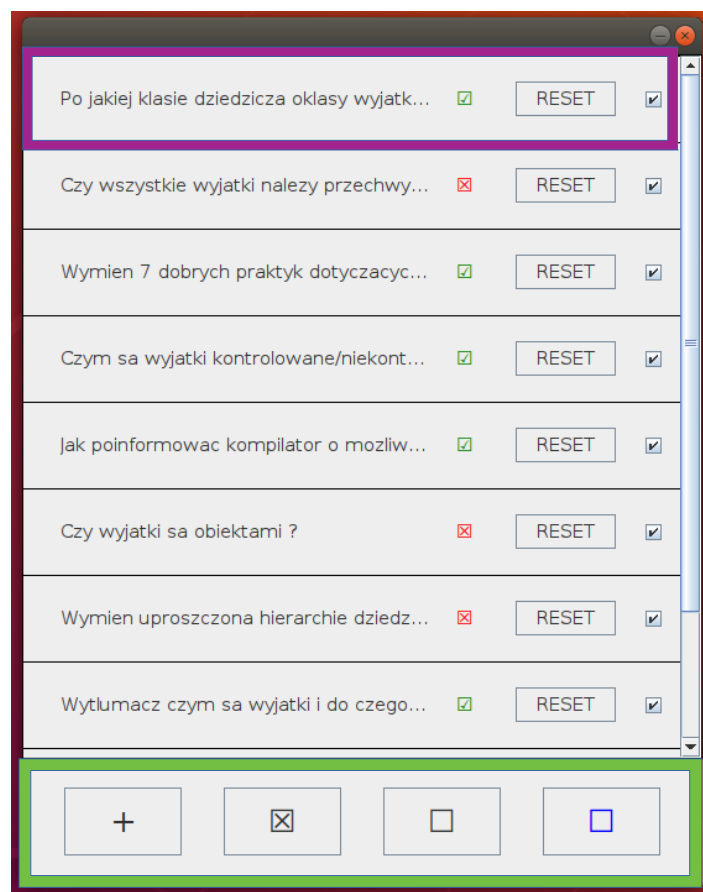 Po jakiej klasie dziedzicza oklasy wyjatk... ☑ RESET
Czy wszystkie wyjatki nalezy przechwy... ☒ RESET
Wymien 7 dobrych praktyk dotyczacyc... ☑ RESET
Czym sa wyjatki kontrolowane/niekont... ☑ RESET
Jak poinformowac kompilator o mozliw... ☑ RESET
Czy wyjatki sa obiektami ? ☒ RESET
Wymien uproszczona hierarchie dziedz... ☒ RESET
Wytlumacz czym sa wyjatki i do czego... ☑ RESET
+ ☒ ☐ ☐